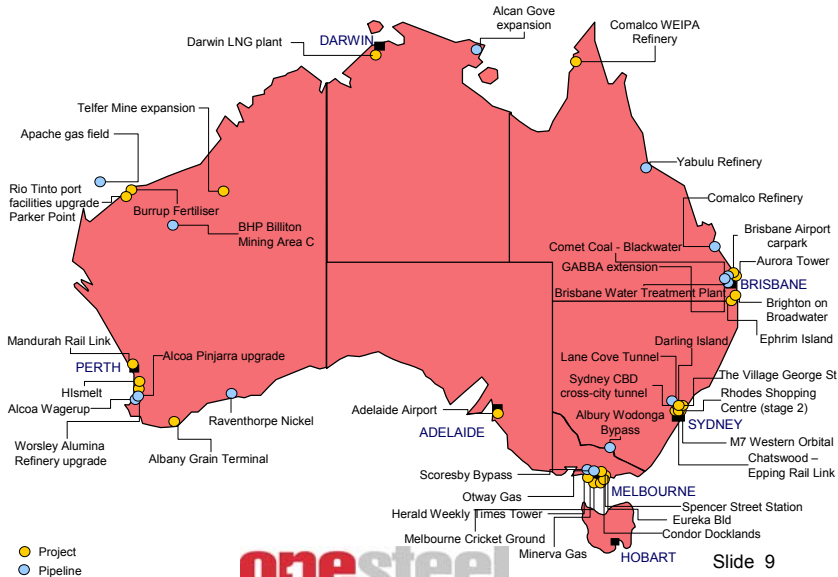 Alcan Gove
expansion
Comalco WEIPA
Refinery
DARWIN
Darwin LNG plant
Telfer Mine expansion
Apache gas field
Yabulu Refinery
Rio Tinto port
facilities upgrade
Parker Point
Burrup Fertiliser
BHP Billiton
Mining Area C
Comalco Refinery
Brisbane Airport
carpark
Comet Coal - Blackwater
Aurora Tower
GABBA extension
BRISBANE
Brisbane Water Treatment Plant
Brighton on
Broadwater
Ephrim Island
Mandurah Rail Link
Alcoa Pinjarra upgrade
PERTH
HIsmelt
Alcoa Wagerup
Worsley Alumina
Refinery upgrade
Raventhorpe Nickel
Albany Grain Terminal
Adelaide Airport
ADELAIDE
Darling Island
Lane Cove Tunnel
The Village George St
Sydney CBD
cross-city tunnel
Rhodes Shopping
Centre (stage 2)
Albury Wodonga
Bypass
SYDNEY
M7 Western Orbital
Chatswood –
Epping Rail Link
Scoresby Bypass
MELBOURNE
Otway Gas
Spencer Street Station
Herald Weekly Times Tower
Eureka Bld
Melbourne Cricket Ground
Condor Docklands
Minerva Gas
HOBART
Project
Pipeline
onesteel
Slide 9